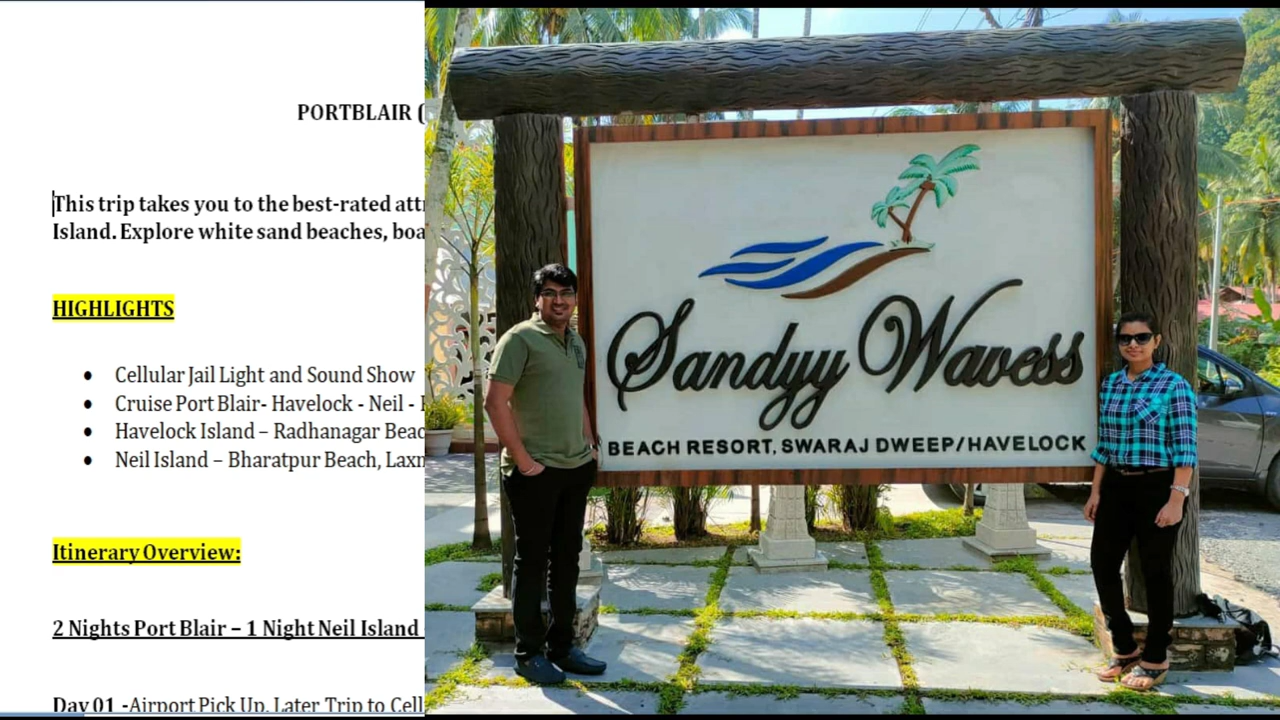 PORTBLAIR (
This trip takes you to the best-rated att
Island. Explore white sand beaches, boa
HIGHLIGHTS
• Cellular Jail Light and Sound Show
• Cruise Port Blair- Havelock - Neil -
• Havelock Island – Radhanagar Beac
• Neil Island – Bharatpur Beach, Lax
Itinerary Overview:
2 Nights Port Blair – 1 Night Neil Island
Day 01 -Airport Pick Up, Later Trip to Cell
Sandyy Wavess
BEACH RESORT, SWARAJ DWEEP/HAVELOCK